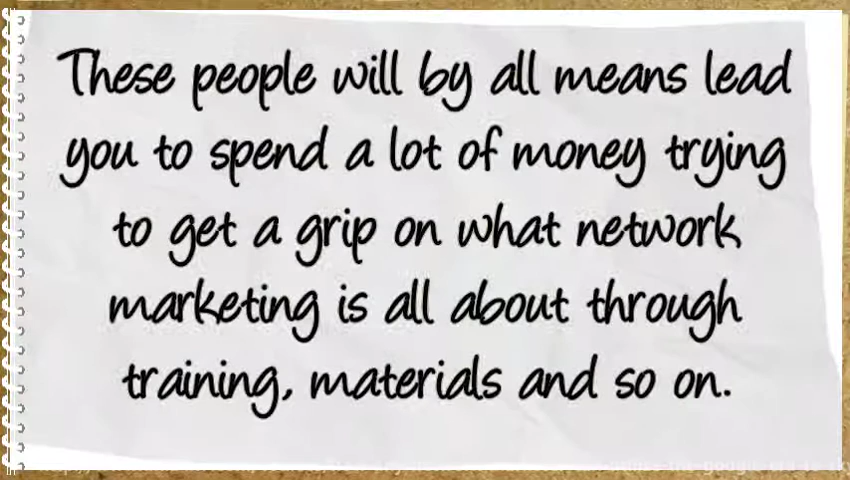 These people will by all means lead
you to spend a lot of money trying
to get a grip on what network
marketing is all about through
training, materials and so on.